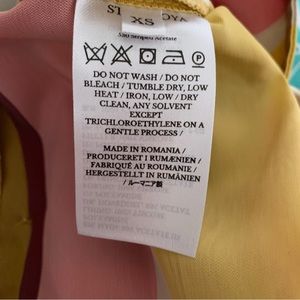 XS
DO NOT WASH / DO NOT
BLEACH / TUMBLE DRY, LOW
HEAT / IRON, LOW / DRY
CLEAN, ANY SOLVENT
EXCEPT
TRICHLOROETHYLENE ON A
GENTLE PROCESS /
MADE IN ROMANIA /
PRODUCERET I RUMÆNIEN /
FABRIQUÉ AU ROUMANIE /
HERGESTELLT IN RUMÄNIEN
/ ルーマニア製